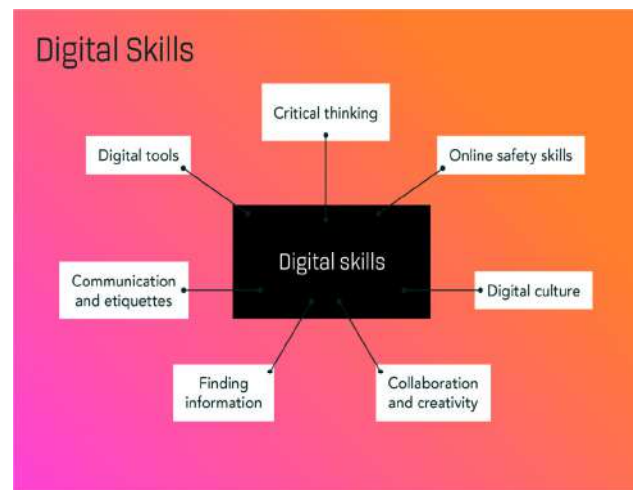 Digital Skills
Critical thinking
Digital tools
Online safety skills
Digital skills
Communication
and etiquettes
Digital culture
Finding
information
Collaboration
and creativity